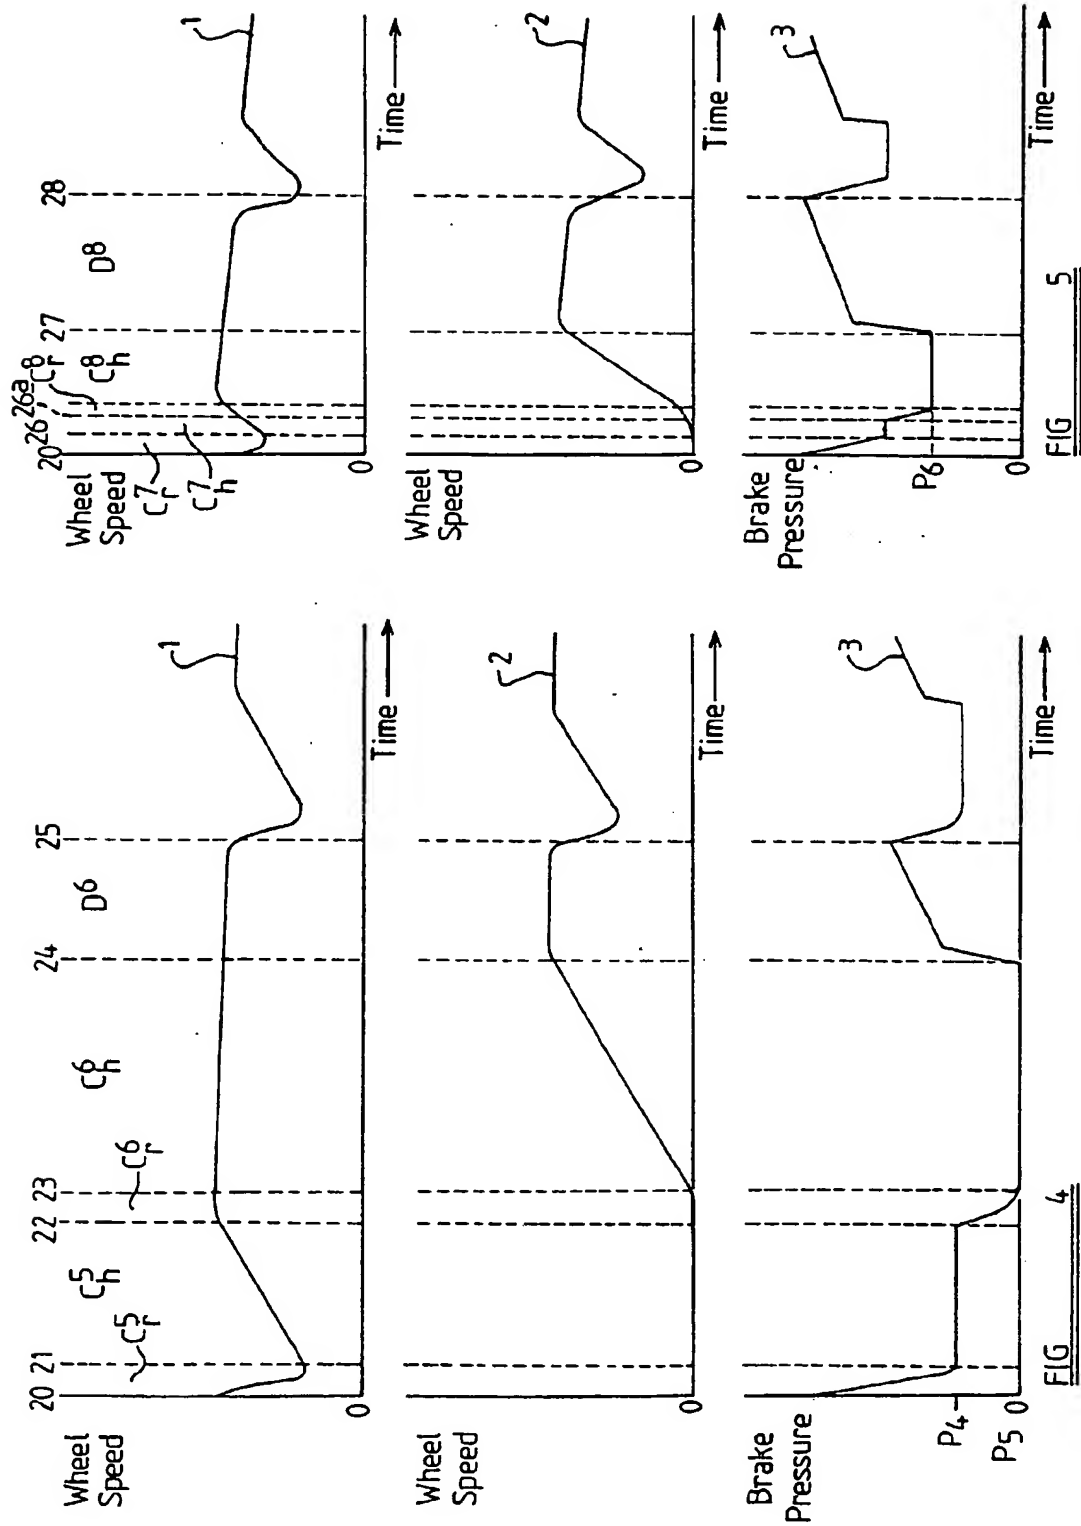 20 21 22 23 24 25
Wheel
Speed
C5r
C5h
C6r
C6h
D6
1
0
Time
Wheel
Speed
2
0
Time
Brake
Pressure
P4
P5
0
3
Time
FIG 4
20 26 26a 27 28
Wheel
Speed
C7r
C7h
C8r
C8h
D8
1
0
Time
Wheel
Speed
2
0
Time
Brake
Pressure
P6
0
3
Time
FIG 5